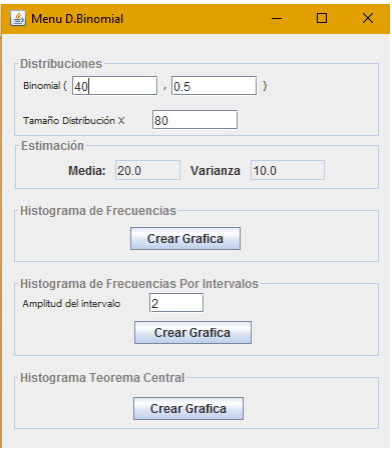 Menu D.Binomial
Distribuciones
Binomial ( 40 , 0.5 )
Tamaño Distribución X 80
Estimación
Media: 20.0 Varianza 10.0
Histograma de Frecuencias
Crear Grafica
Histograma de Frecuencias Por Intervalos
Amplitud del intervalo 2
Crear Grafica
Histograma Teorema Central
Crear Grafica